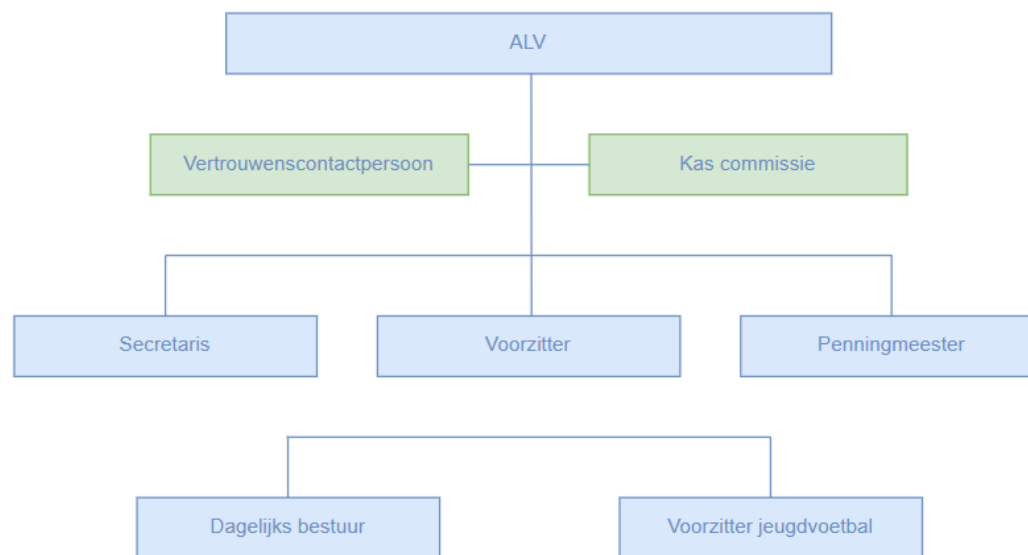 ALV
Vertrouwenscontactpersoon
Kas commissie
Secretaris
Voorzitter
Penningmeester
Dagelijks bestuur
Voorzitter jeugdvoetbal